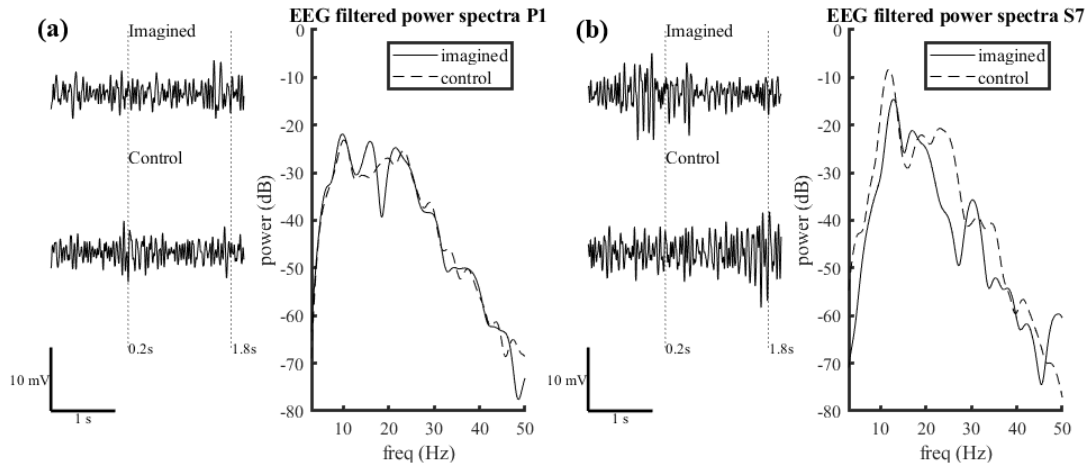 (a)
Imagined
Control
0.2s
1.8s
10 mV
1 s
EEG filtered power spectra P1
imagined
control
power (dB)
0
-10
-20
-30
-40
-50
-60
-70
-80
10
20
30
40
50
freq (Hz)
(b)
Imagined
Control
0.2s
1.8s
10 mV
1 s
EEG filtered power spectra S7
imagined
control
power (dB)
0
-10
-20
-30
-40
-50
-60
-70
-80
10
20
30
40
50
freq (Hz)